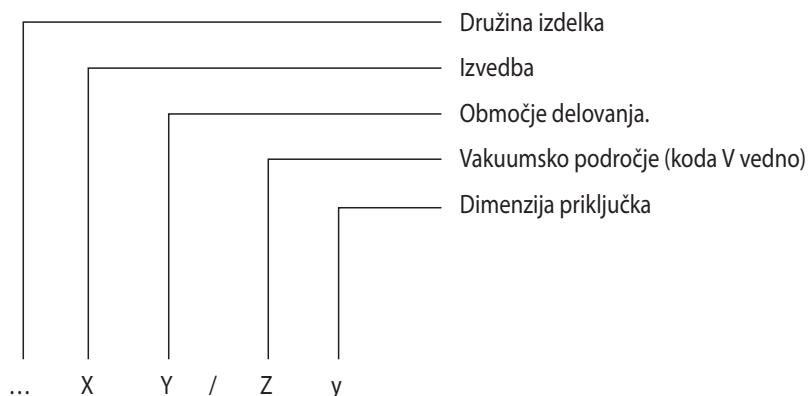 Družina izdelka
Izvedba
Območje delovanja.
Vakuumsko področje (koda V vedno)
Dimenzija priključka
... X Y / Z y